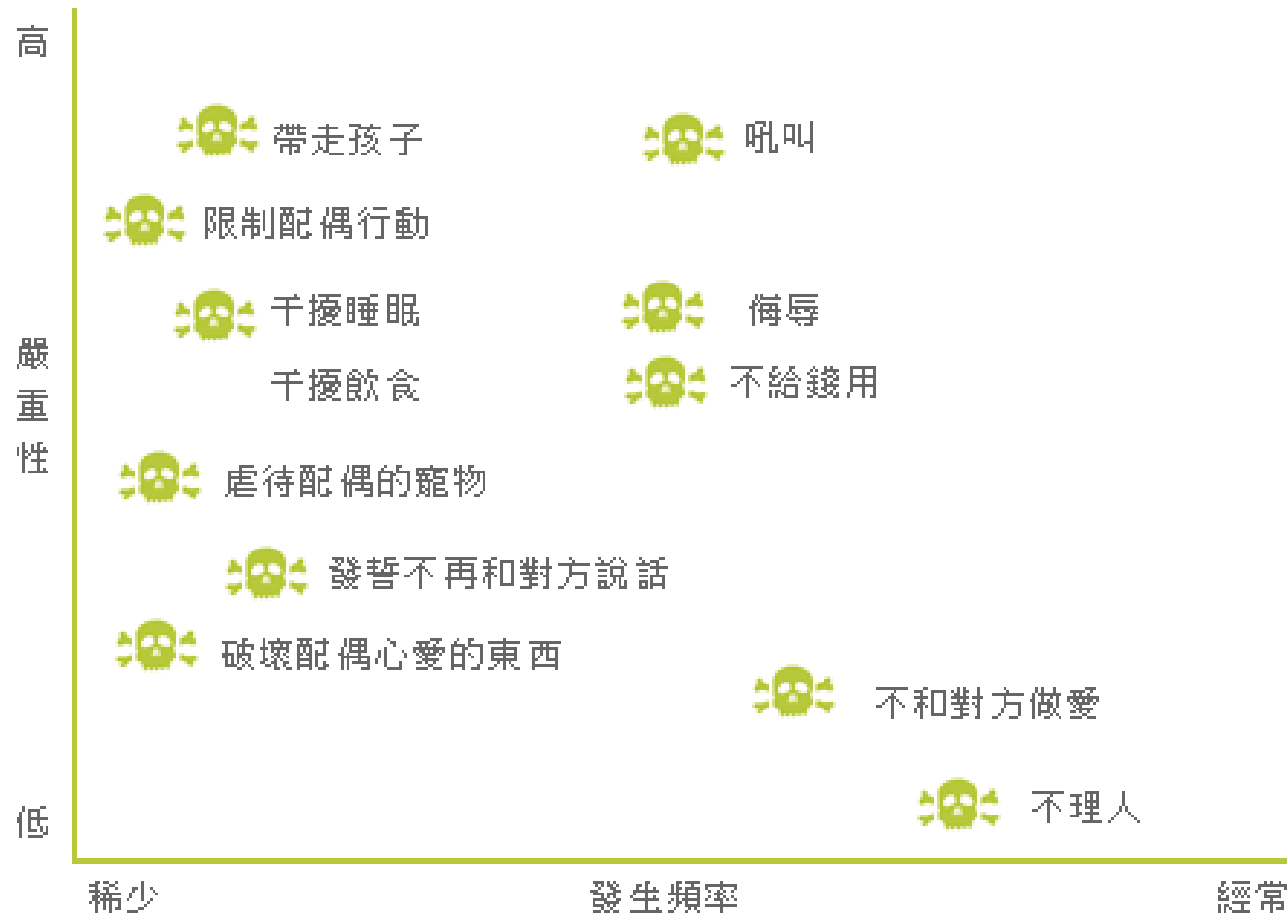 高
帶走孩子
吼叫
限制配偶行動
干擾睡眠
侮辱
嚴重性
干擾飲食
不給錢用
虐待配偶的寵物
發誓不再和對方說話
破壞配偶心愛的東西
不和對方做愛
不理人
低
稀少
發生頻率
經常